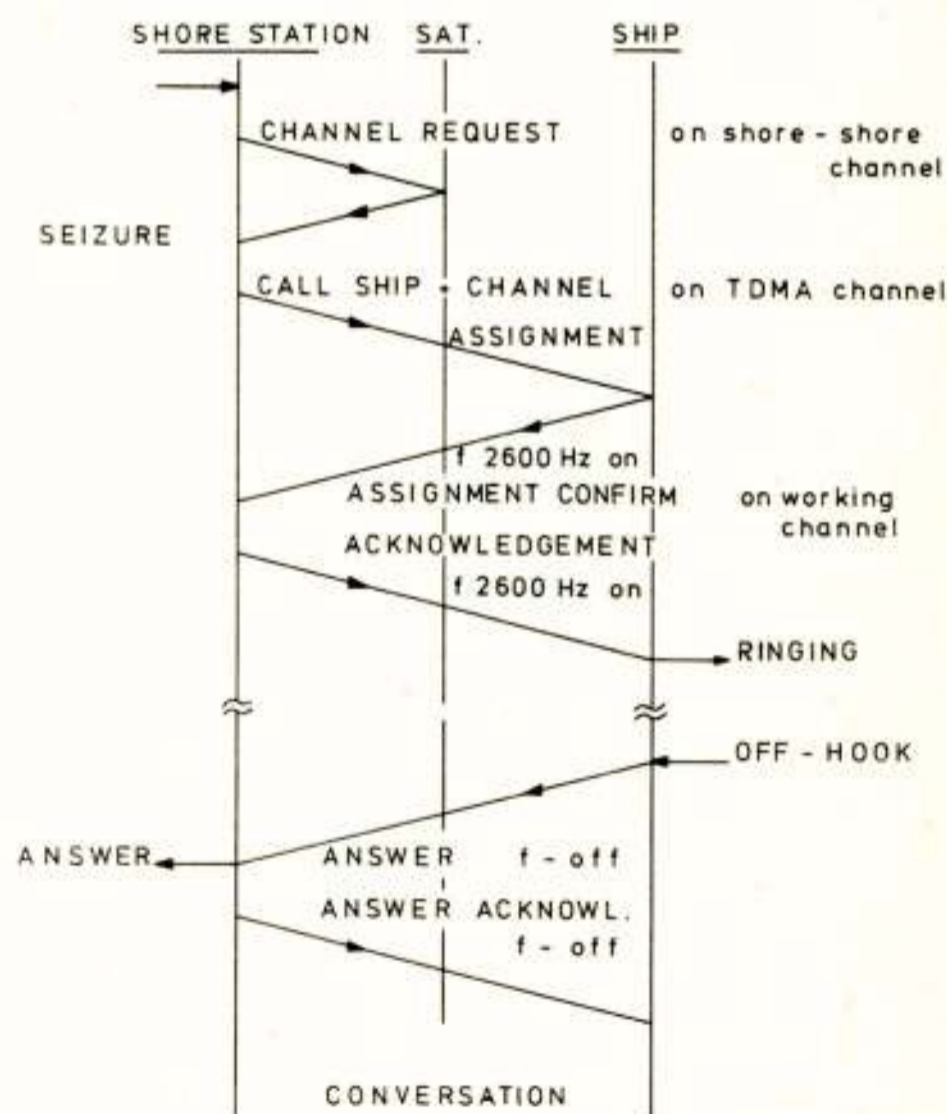 SHORE STATION SAT. SHIP
CHANNEL REQUEST on shore - shore
channel
SEIZURE
CALL SHIP + CHANNEL on TDMA channel
ASSIGNMENT
f 2600 Hz on
ASSIGNMENT CONFIRM on working
channel
ACKNOWLEDGEMENT
f 2600 Hz on
RINGING
OFF - HOOK
ANSWER ANSWER f - off
ANSWER ACKNOWL.
f - off
CONVERSATION